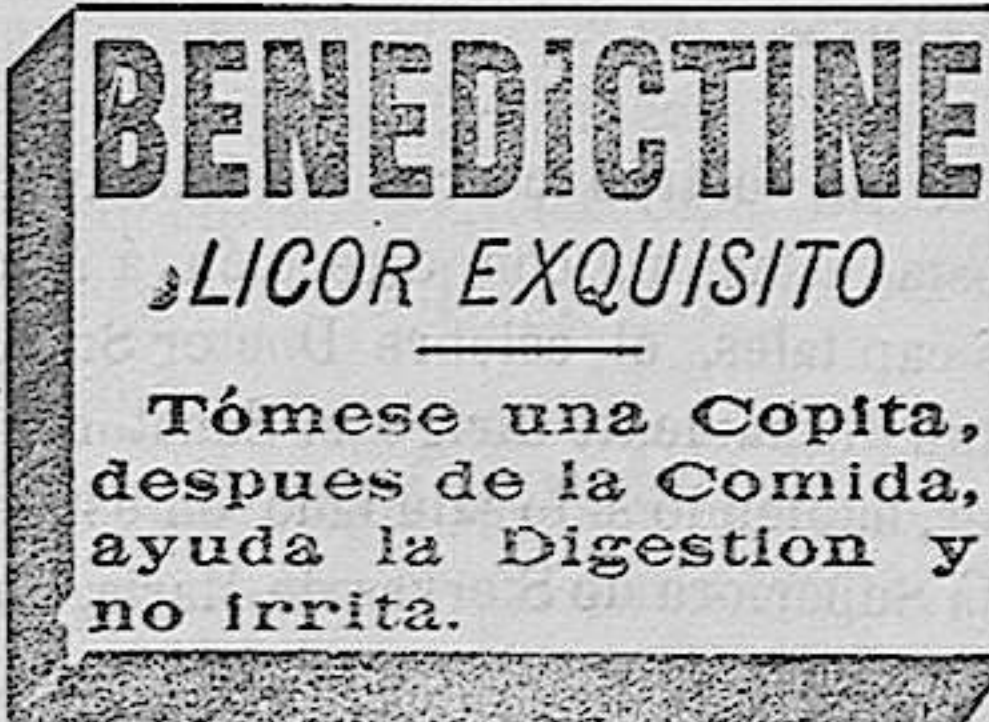 BENEDICTINE
LICOR EXQUISITO
Tómese una Copita,
despues de la Comida,
ayuda la Digestion y
no irrita.